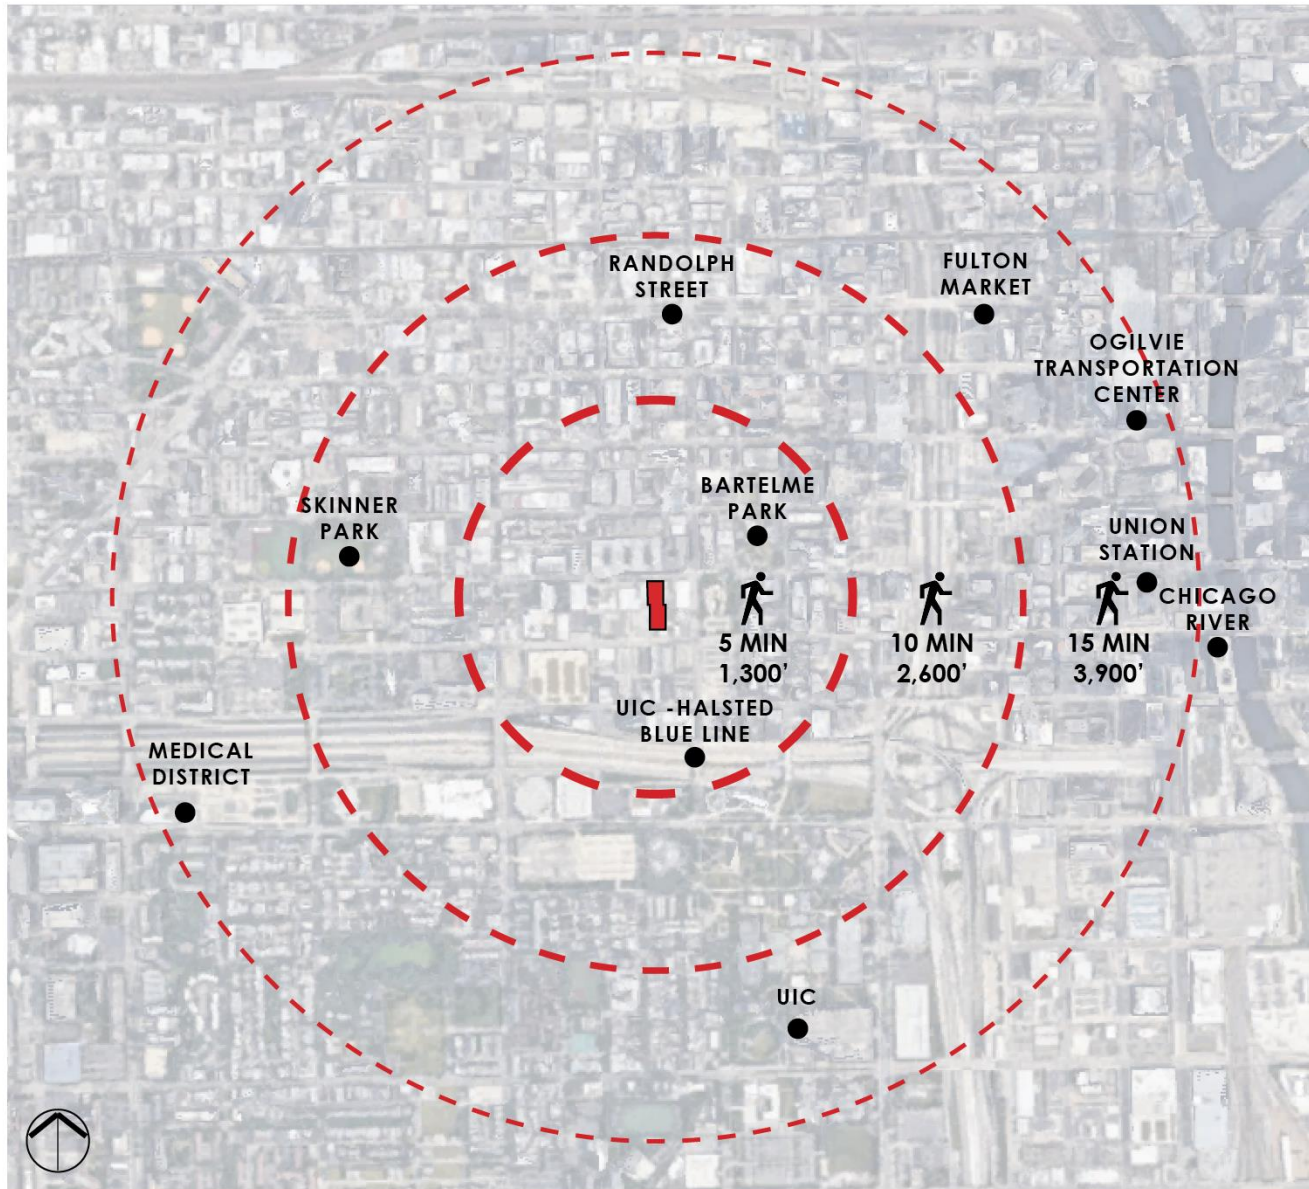 RANDOLPH
STREET
FULTON
MARKET
OGILVIE
TRANSPORTATION
CENTER
BARTELME
PARK
SKINNER
PARK
UNION
STATION
CHICAGO
RIVER
5 MIN
1,300'
10 MIN
2,600'
15 MIN
3,900'
UIC -HALSTED
BLUE LINE
MEDICAL
DISTRICT
UIC